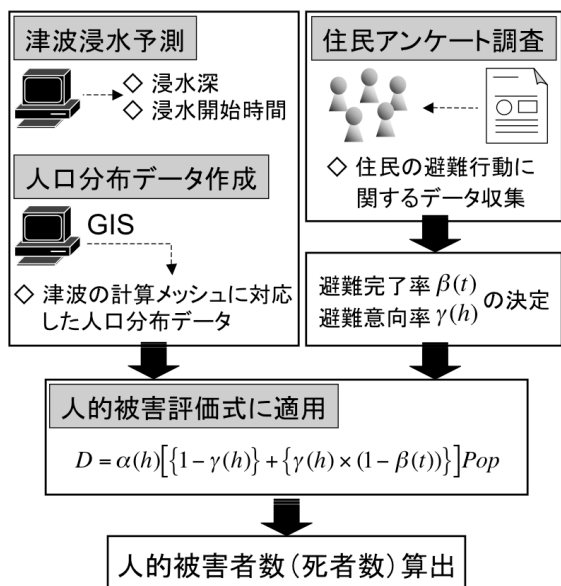 津波浸水予測
◇ 浸水深
◇ 浸水開始時間
人口分布データ作成
GIS
◇ 津波の計算メッシュに対応
した人口分布データ
住民アンケート調査
◇ 住民の避難行動に
関するデータ収集
避難完了率 β(t)
避難意向率 γ(h)
の決定
人的被害評価式に適用
D = α(h)[{1 − γ(h)} + {γ(h) × (1 − β(t))}]Pop
人的被害者数(死者数)算出